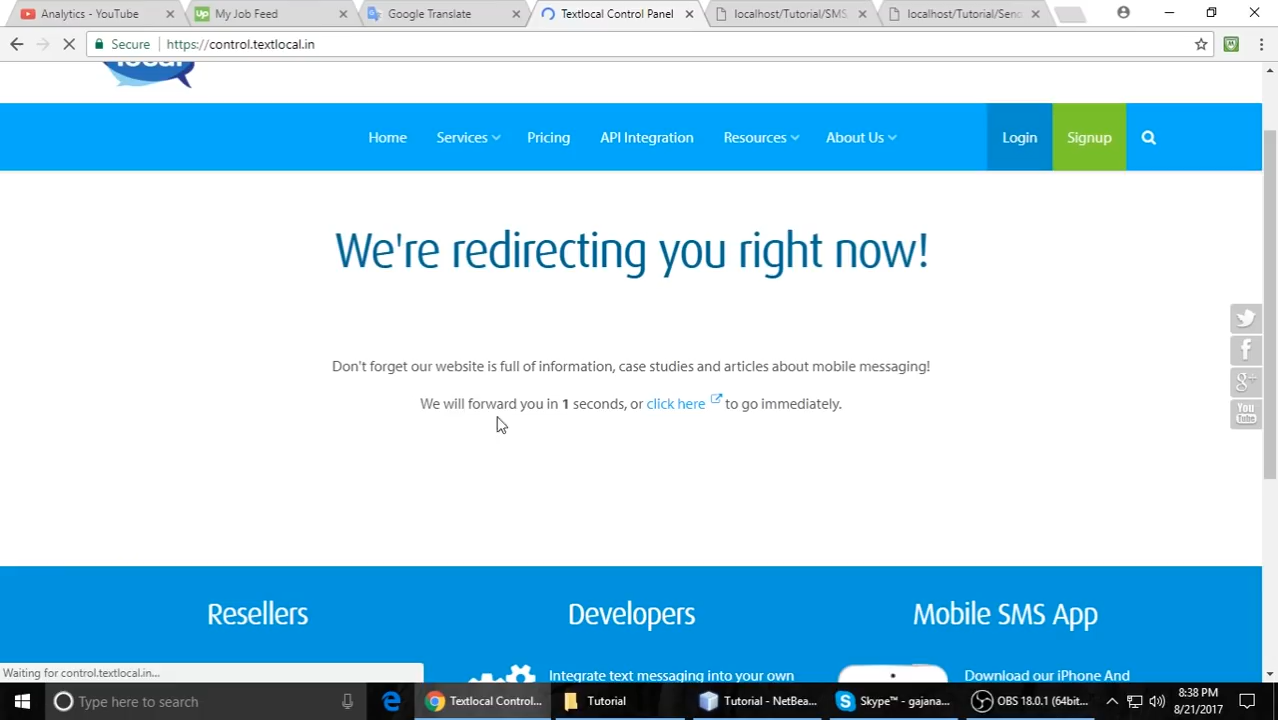 Analytics - YouTube
My Job Feed
Google Translate
Textlocal Control Panel
localhost/Tutorial/SMS
localhost/Tutorial/Send
Secure
https://control.textlocal.in
local
Home
Services
Pricing
API Integration
Resources
About Us
Login
Signup
We're redirecting you right now!
Don't forget our website is full of information, case studies and articles about mobile messaging!
We will forward you in 1 seconds, or click here to go immediately.
You Tube
Resellers
Developers
Mobile SMS App
Integrate text messaging into your own
Download our iPhone And
Waiting for control.textlocal.in...
Type here to search
Textlocal Control...
Tutorial
Tutorial - NetBea...
Skype™ - gajana...
OBS 18.0.1 (64bit...
8:38 PM
8/21/2017